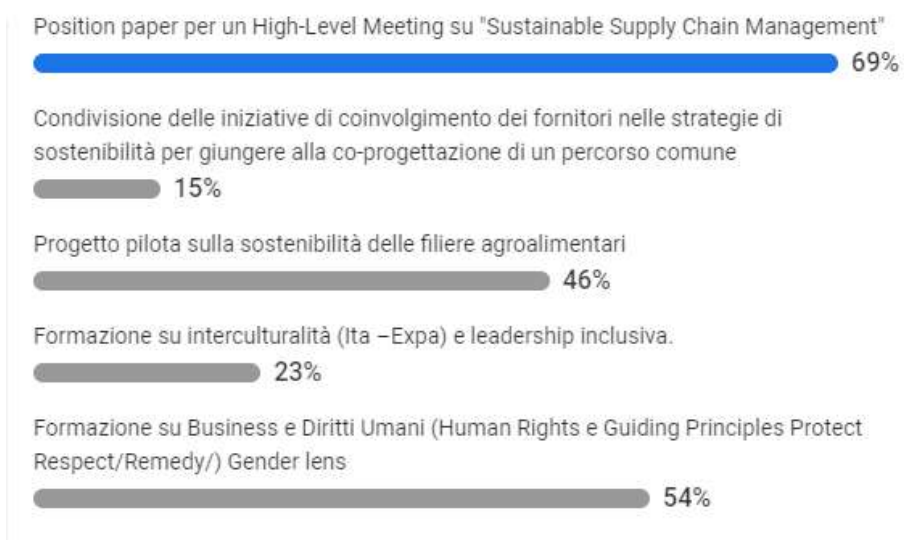 Position paper per un High-Level Meeting su "Sustainable Supply Chain Management"
69%
Condivisione delle iniziative di coinvolgimento dei fornitori nelle strategie di
sostenibilità per giungere alla co-progettazione di un percorso comune
15%
Progetto pilota sulla sostenibilità delle filiere agroalimentari
46%
Formazione su interculturalità (Ita –Expa) e leadership inclusiva.
23%
Formazione su Business e Diritti Umani (Human Rights e Guiding Principles Protect
Respect/Remedy/) Gender lens
54%